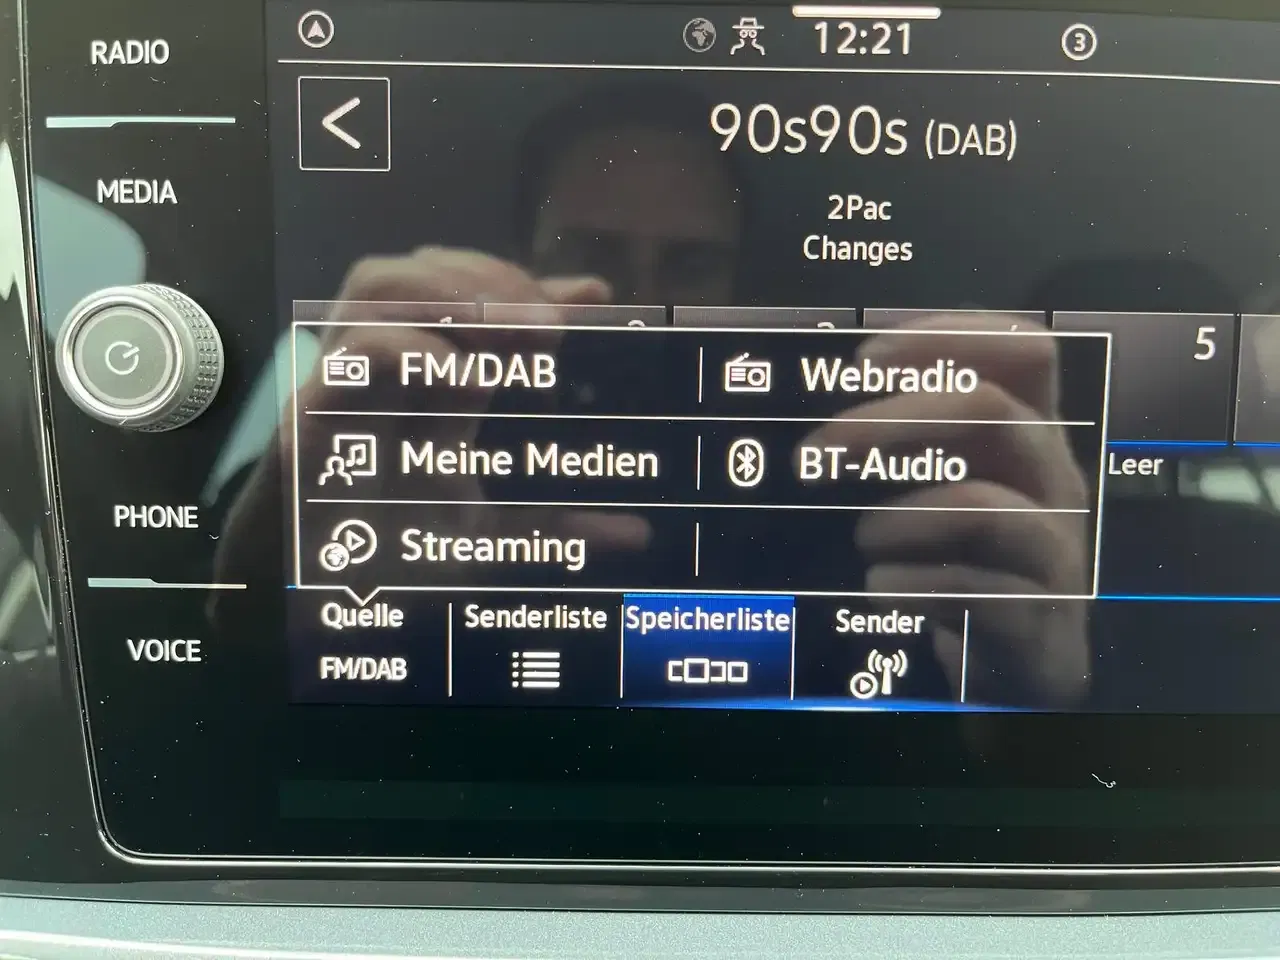 RADIO
MEDIA
PHONE
VOICE
12:21
3
90s90s (DAB)
2Pac
Changes
5
FM/DAB
Webradio
Meine Medien
BT-Audio
Leer
Streaming
Quelle
FM/DAB
Senderliste
Speicherliste
Sender